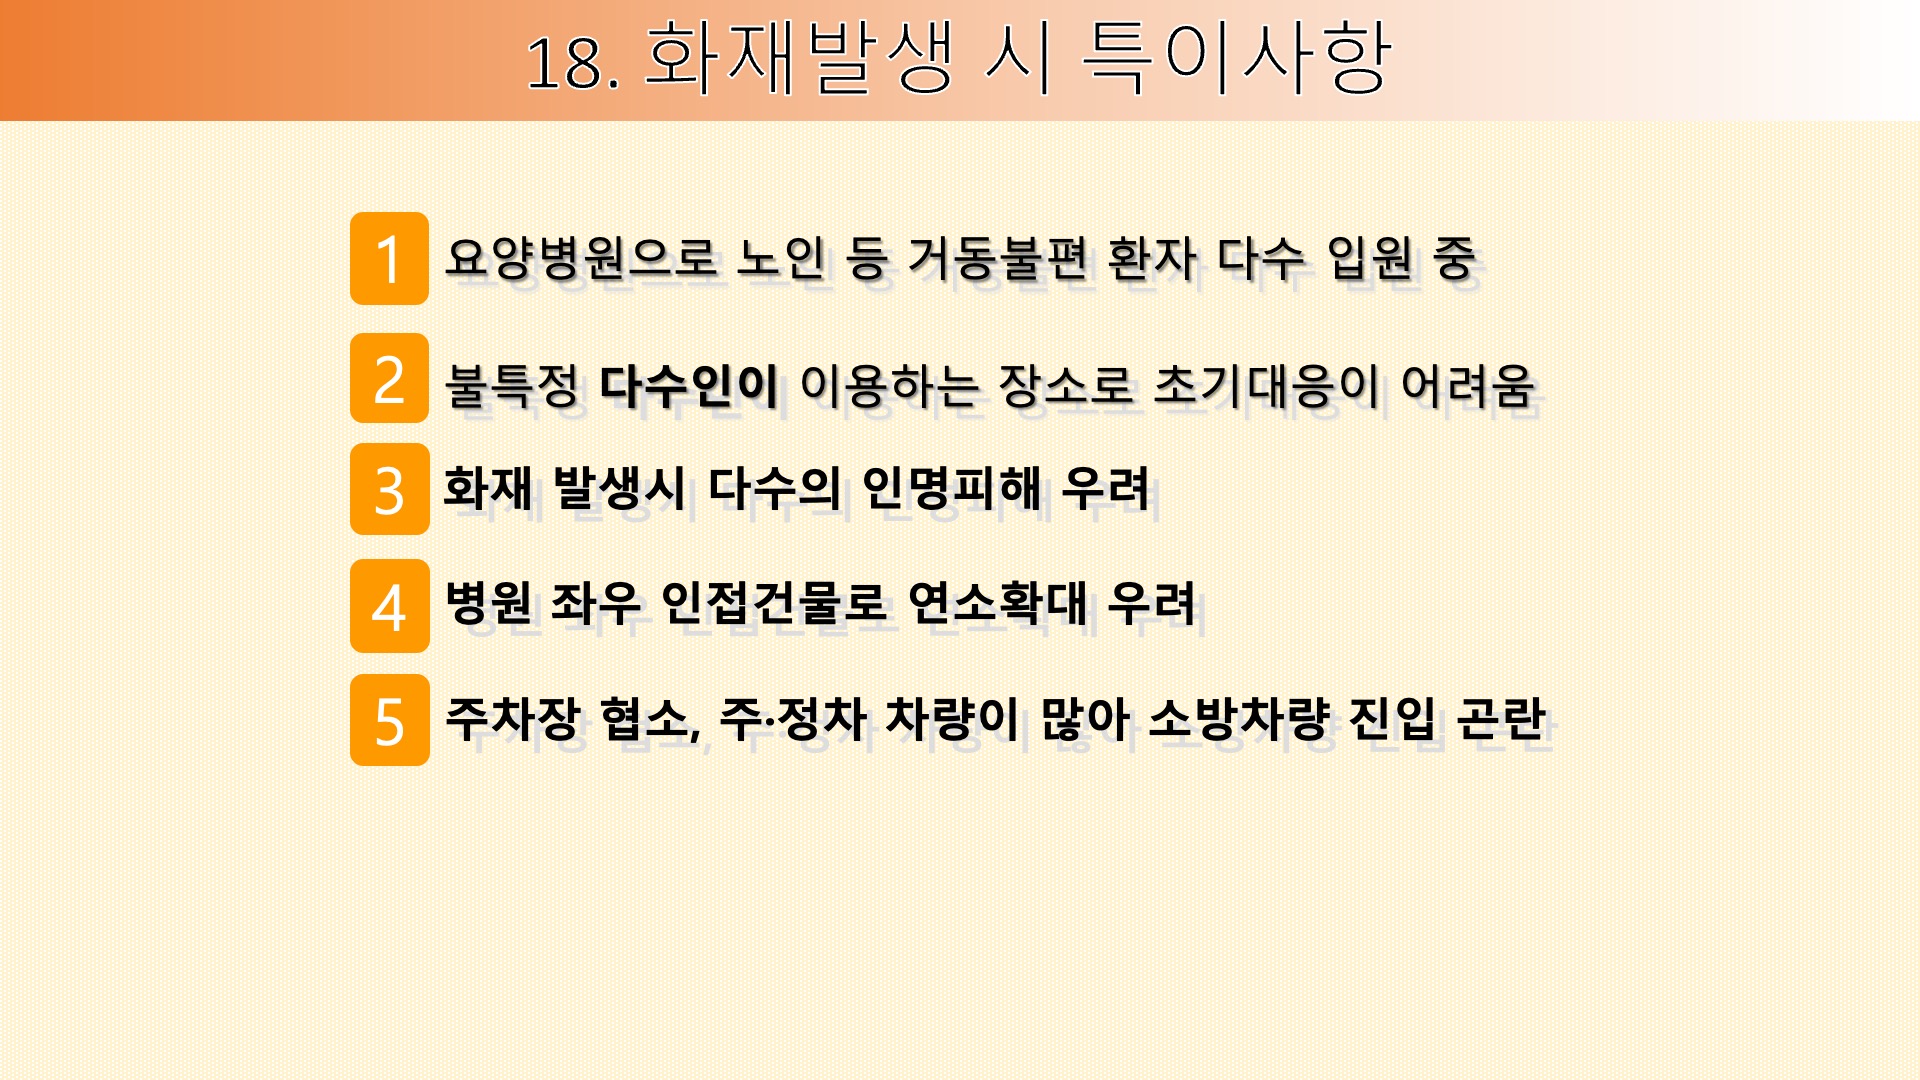 18. 화재발생 시 특이사항
1 요양병원으로 노인 등 거동불편 환자 다수 입원 중
2 불특정 다수인이 이용하는 장소로 초기대응이 어려움
3 화재 발생시 다수의 인명피해 우려
4 병원 좌우 인접건물로 연소확대 우려
5 주차장 협소, 주·정차 차량이 많아 소방차량 진입 곤란